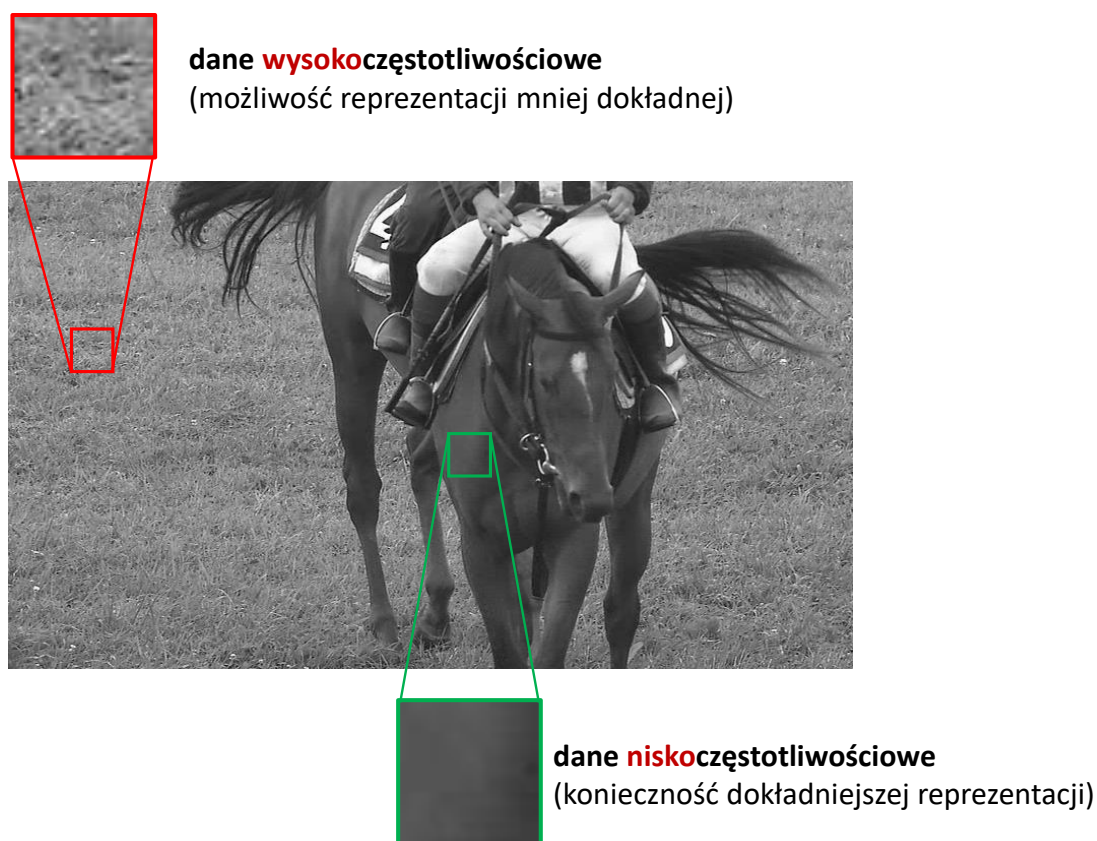 dane wysokoczęstotliwościowe
(możliwość reprezentacji mniej dokładnej)
dane niskoczęstotliwościowe
(konieczność dokładniejszej reprezentacji)